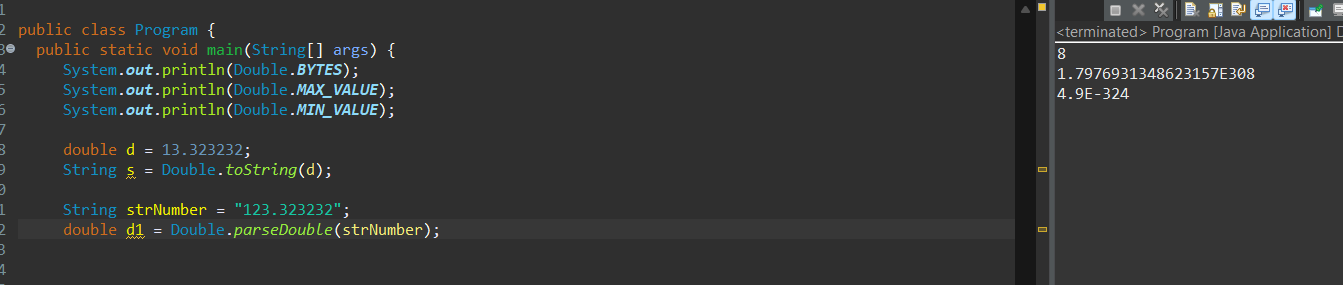 1
2 public class Program {
3 public static void main(String[] args) {
4 System.out.println(Double.BYTES);
5 System.out.println(Double.MAX_VALUE);
6 System.out.println(Double.MIN_VALUE);
7
8 double d = 13.323232;
9 String s = Double.toString(d);
0
1 String strNumber = "123.323232";
2 double d1 = Double.parseDouble(strNumber);
3
4
<terminated> Program [Java Application] D
8
1.7976931348623157E308
4.9E-324